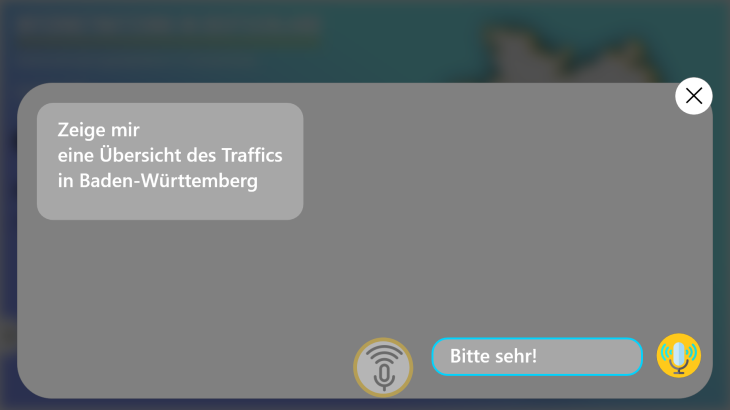 Zeige mir
eine Übersicht des Traffics
in Baden-Württemberg
Bitte sehr!